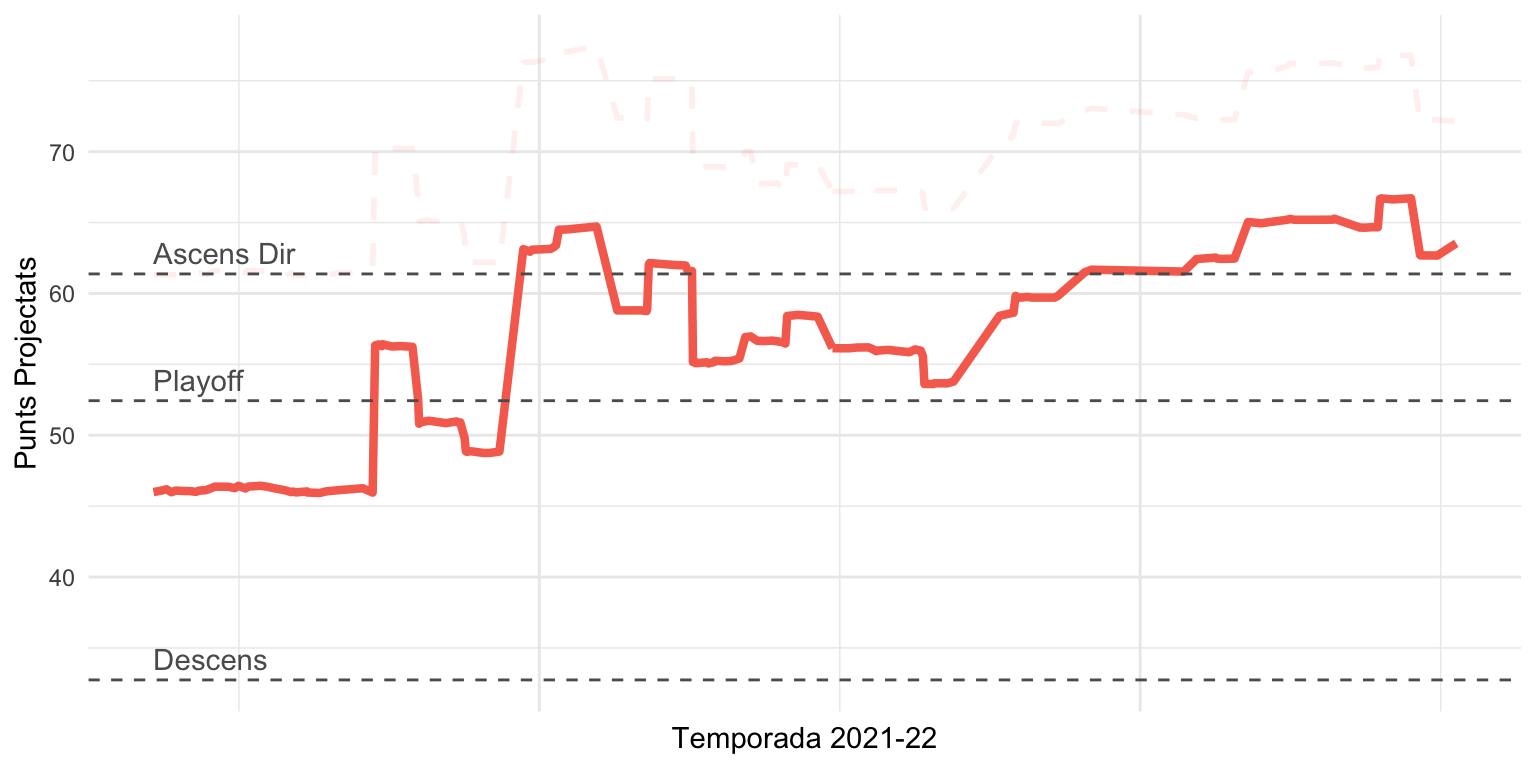 70
Ascens Dir
60
Playoff
50
40
Descens
Punts Projectats
Temporada 2021-22